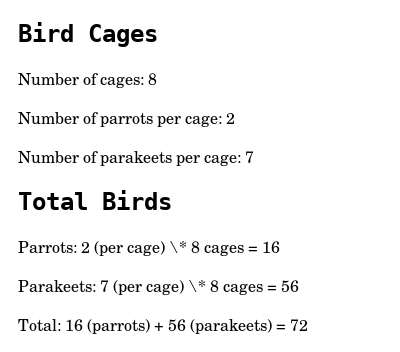 Bird Cages
Number of cages: 8
Number of parrots per cage: 2
Number of parakeets per cage: 7
Total Birds
Parrots: 2 (per cage) \* 8 cages = 16
Parakeets: 7 (per cage) \* 8 cages = 56
Total: 16 (parrots) + 56 (parakeets) = 72